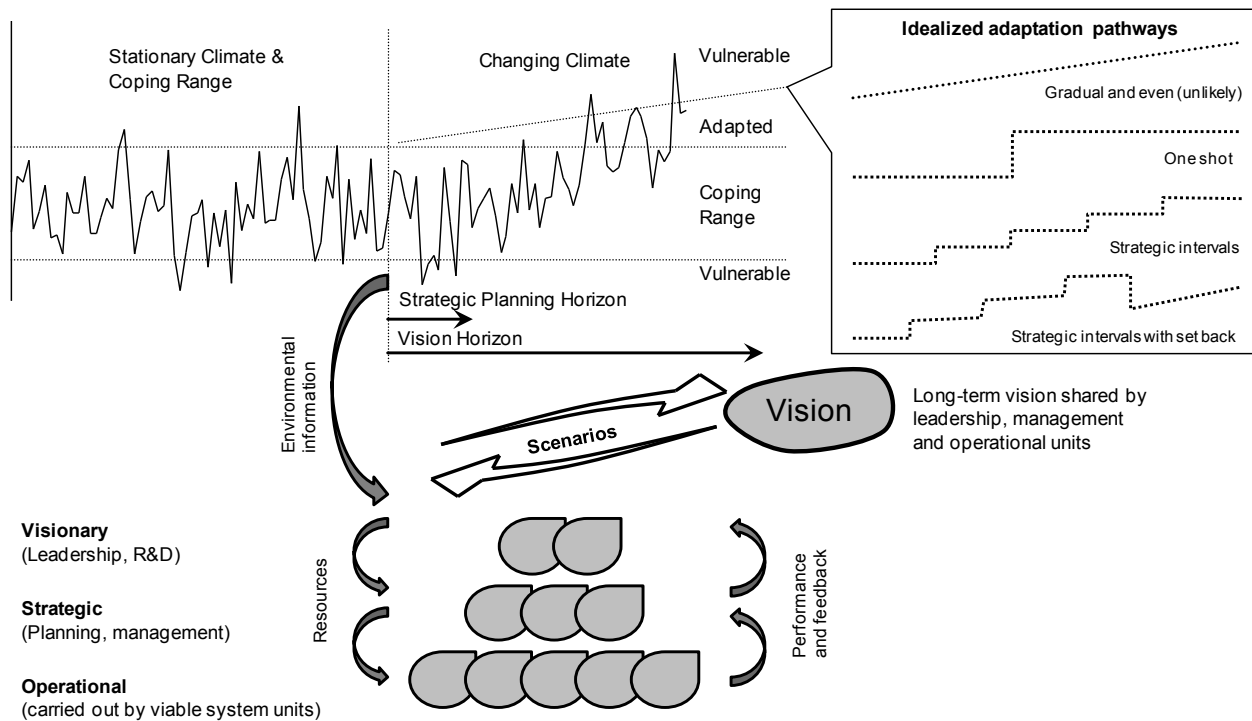 Stationary Climate &
Coping Range
Changing Climate
Vulnerable
Adapted
Coping
Range
Vulnerable
Idealized adaptation pathways
Gradual and even (unlikely)
One shot
Strategic intervals
Strategic intervals with set back
Strategic Planning Horizon
Vision Horizon
Environmental
information
Scenarios
Vision
Long-term vision shared by
leadership, management
and operational units
Visionary
(Leadership, R&D)
Strategic
(Planning, management)
Operational
(carried out by viable system units)
Resources
Performance
and feedback